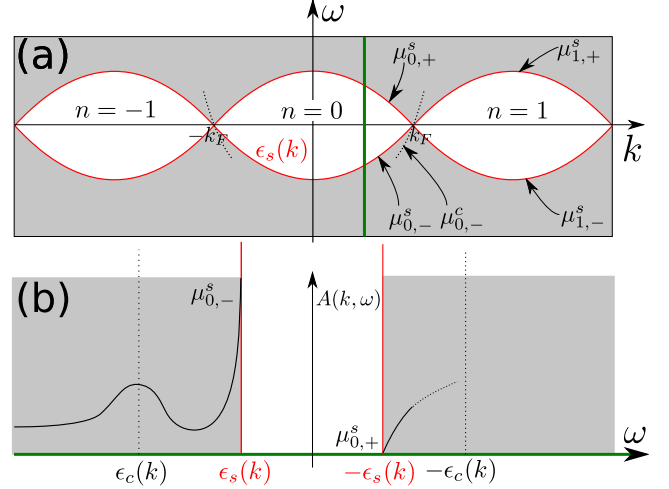 (a)
ω
μ^s_{0,+}
μ^s_{1,+}
n = −1
n = 0
n = 1
−k_F
k_F
ϵ_s(k)
k
μ^s_{0,−}
μ^c_{0,−}
μ^s_{1,−}
(b)
μ^s_{0,−}
A(k, ω)
μ^s_{0,+}
ω
ϵ_c(k)
ϵ_s(k)
−ϵ_s(k)
−ϵ_c(k)